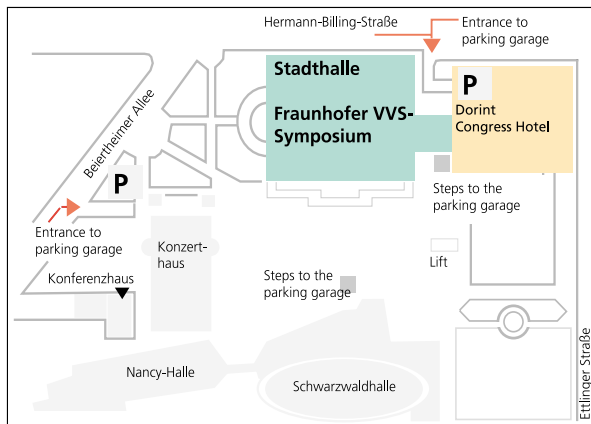 Hermann-Billing-Straße
Entrance to
parking garage
Stadthalle
Fraunhofer VVS-
Symposium
P
Dorint
Congress Hotel
Beiertheimer Allee
P
Steps to the
parking garage
Entrance to
parking garage
Konzert-
haus
Lift
Konferenzhaus
Steps to the
parking garage
Nancy-Halle
Schwarzwaldhalle
Ettlinger Straße